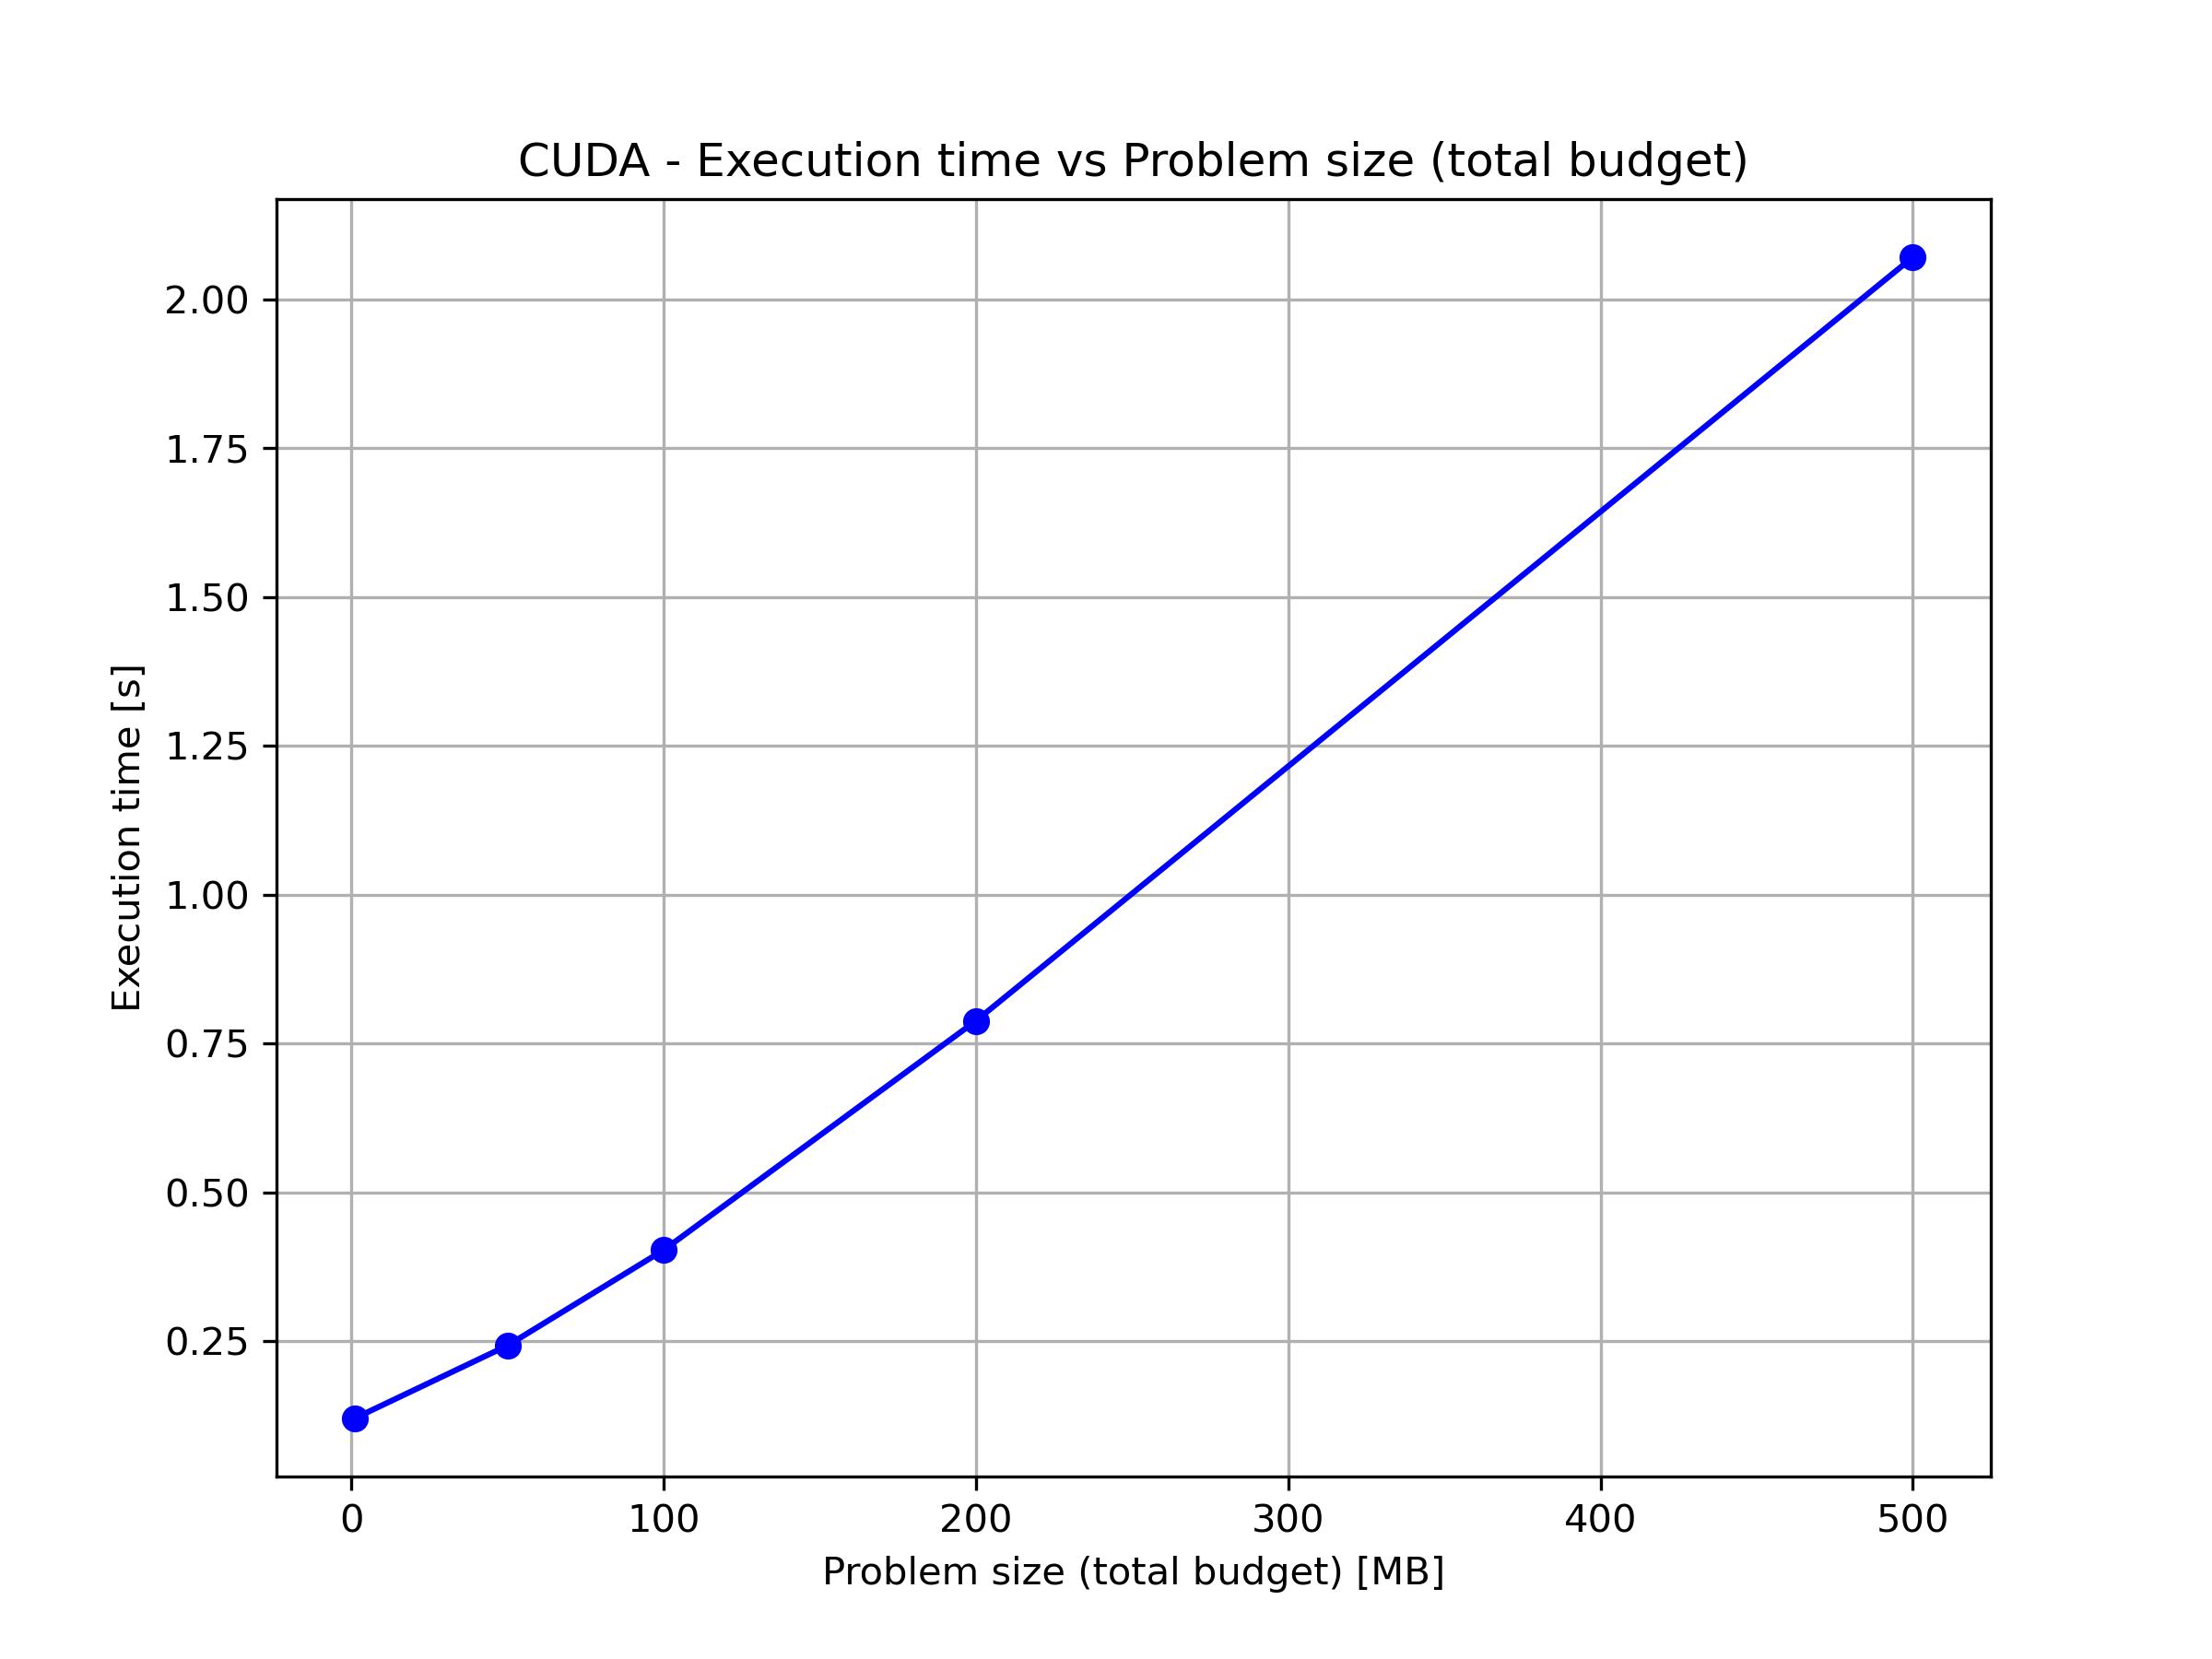 CUDA - Execution time vs Problem size (total budget)
2.00
1.75
1.50
1.25
1.00
0.75
0.50
0.25
Execution time [s]
0 100 200 300 400 500
Problem size (total budget) [MB]